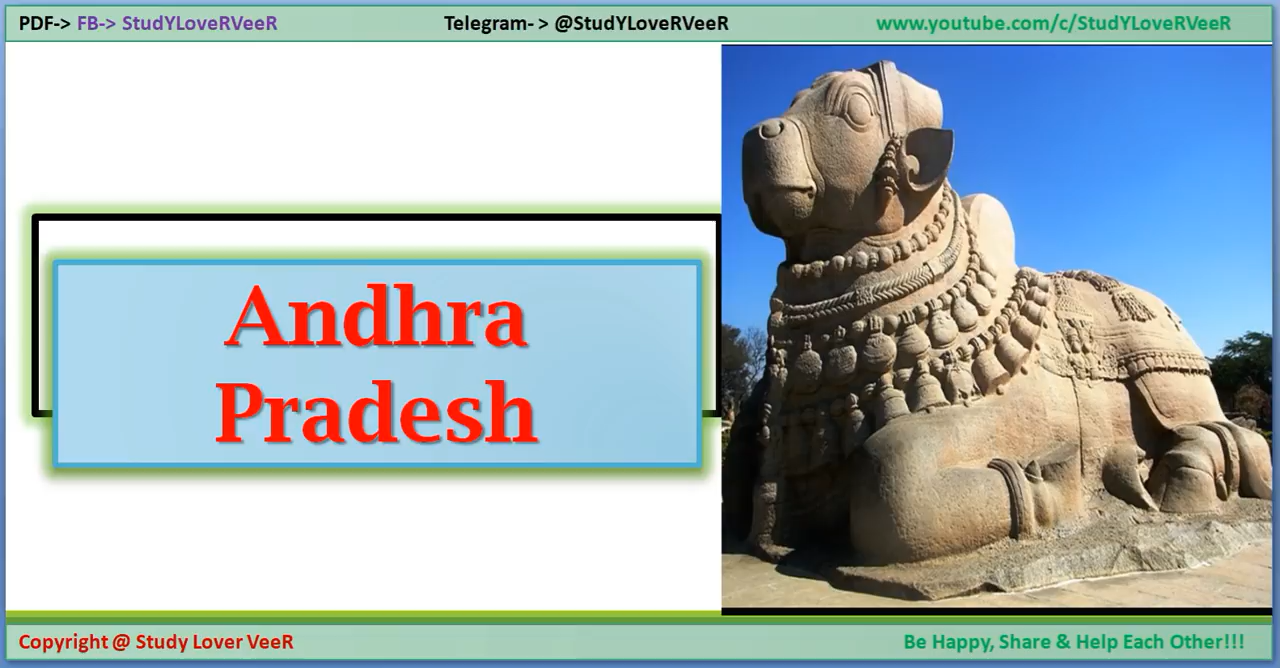 PDF-> FB-> StudYLoveRVeeR
Telegram- > @StudYLoveRVeeR
www.youtube.com/c/StudYLoveRVeeR
Andhra
Pradesh
Copyright @ Study Lover VeeR
Be Happy, Share & Help Each Other!!!